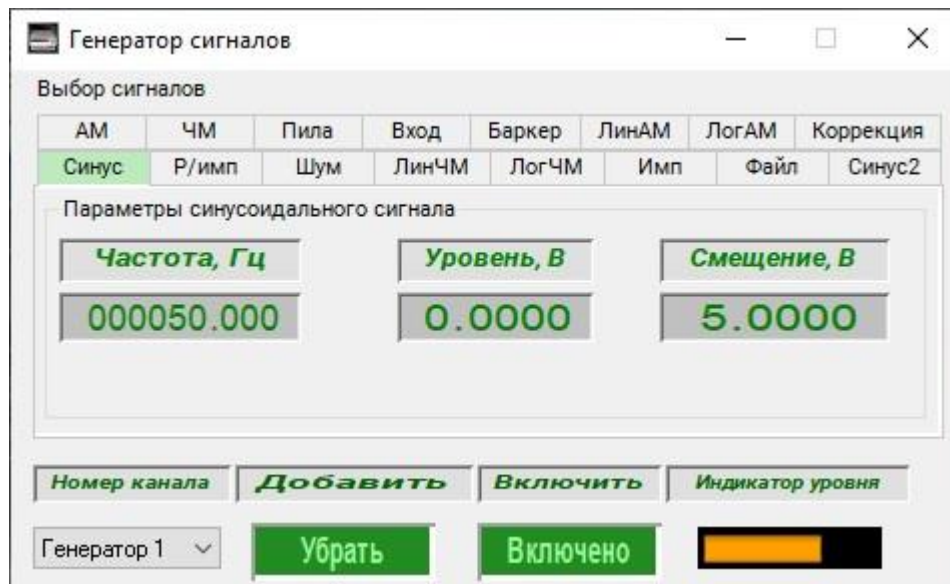 Генератор сигналов
Выбор сигналов
АМ ЧМ Пила Вход Баркер ЛинАМ ЛогАМ Коррекция
Синус Р/имп Шум ЛинЧМ ЛогЧМ Имп Файл Синус2
Параметры синусоидального сигнала
Частота, Гц Уровень, В Смещение, В
000050.000 0.0000 5.0000
Номер канала Добавить Включить Индикатор уровня
Генератор 1 Убрать Включено